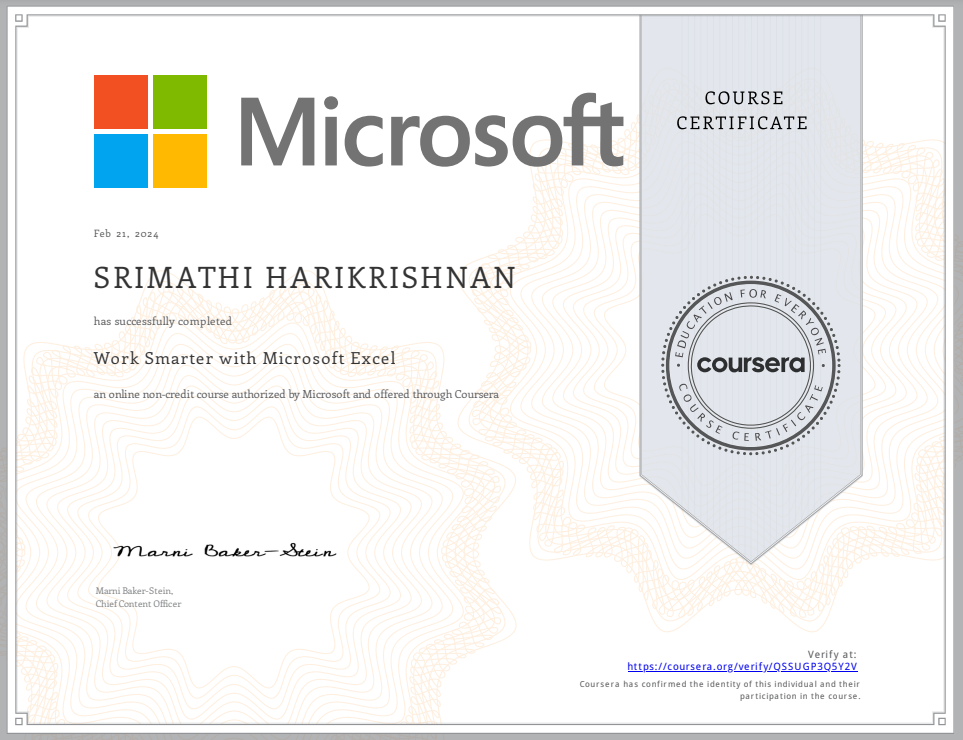 Microsoft
COURSE
CERTIFICATE
Feb 21, 2024
SRIMATHI HARIKRISHNAN
has successfully completed
Work Smarter with Microsoft Excel
an online non-credit course authorized by Microsoft and offered through Coursera
EDUCATION FOR EVERYONE
coursera
COURSE CERTIFICATE
Marni Baker-Stein
Marni Baker-Stein,
Chief Content Officer
Verify at:
https://coursera.org/verify/QSSUGP3Q5Y2V
Coursera has confirmed the identity of this individual and their
participation in the course.